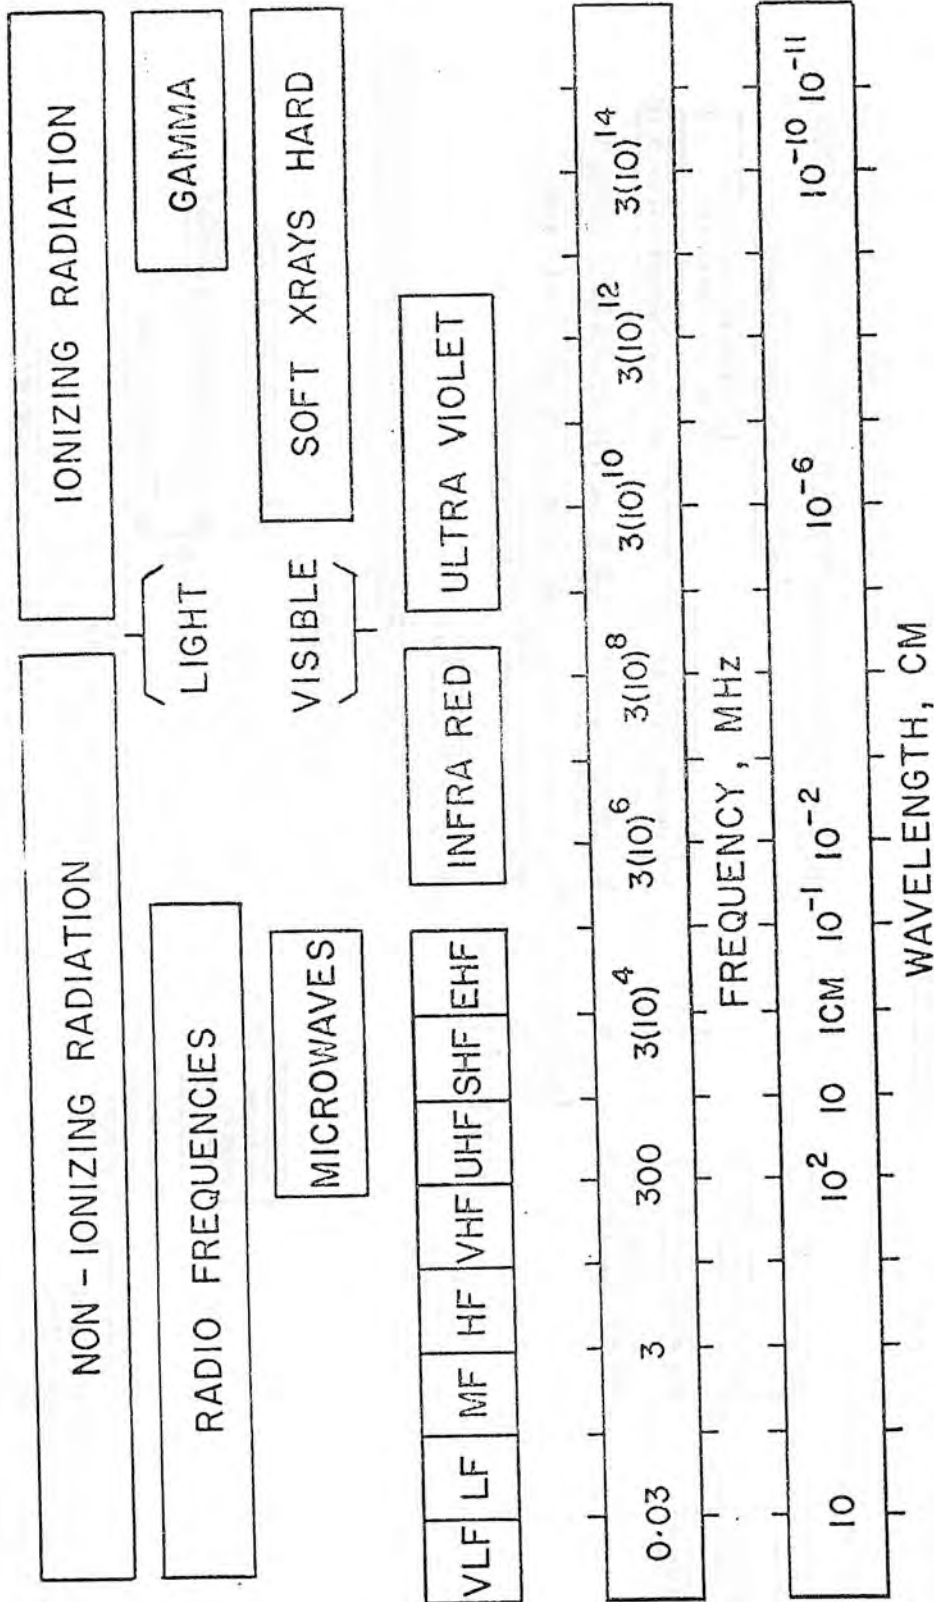 NON-IONIZING RADIATION
IONIZING RADIATION
RADIO FREQUENCIES
LIGHT
GAMMA
MICROWAVES
VISIBLE
SOFT XRAYS HARD
VLF LF MF HF VHF UHF SHF EHF
INFRA RED
ULTRA VIOLET
0.03 3 300 3(10)⁴ 3(10)⁶ 3(10)⁸ 3(10)¹⁰ 3(10)¹² 3(10)¹⁴
FREQUENCY, MHz
10 10² 10 1CM 10⁻¹ 10⁻² 10⁻⁶ 10⁻¹⁰ 10⁻¹¹
WAVELENGTH, CM